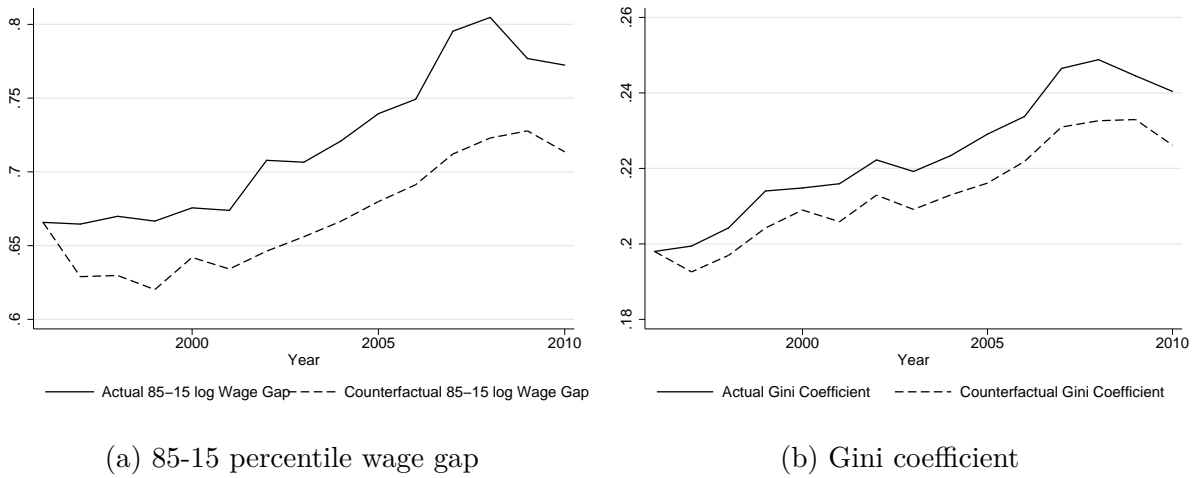 .8
.75
.7
.65
.6
2000 2005 2010
Year
Actual 85–15 log Wage Gap Counterfactual 85–15 log Wage Gap
(a) 85-15 percentile wage gap
.26
.24
.22
.2
.18
2000 2005 2010
Year
Actual Gini Coefficient Counterfactual Gini Coefficient
(b) Gini coefficient